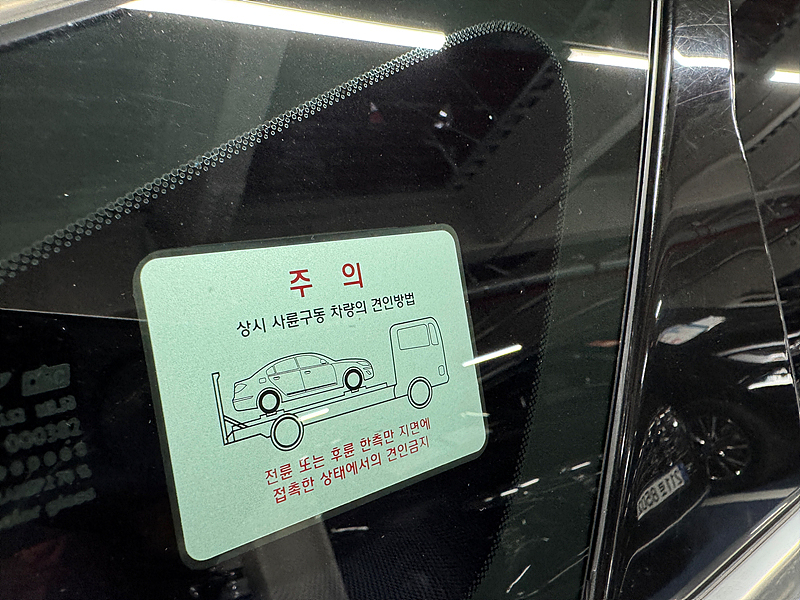 주 의
상시 사륜구동 차량의 견인방법
전륜 또는 후륜 한측만 지면에
접촉한 상태에서의 견인금지
000382